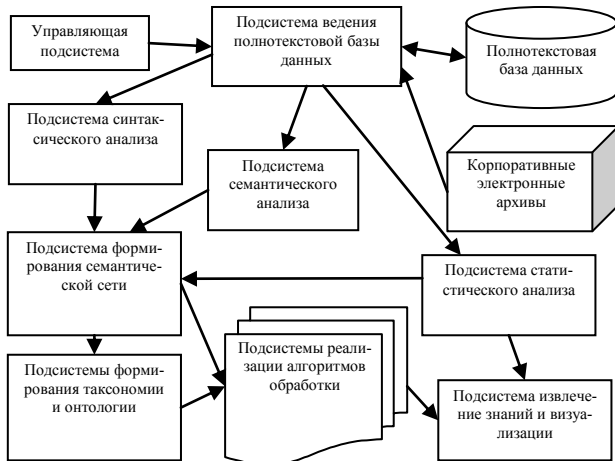 Управляющая
подсистема
Подсистема ведения
полнотекстовой базы
данных
Полнотекстовая
база данных
Подсистема синтак-
сического анализа
Подсистема
семантического
анализа
Корпоративные
электронные
архивы
Подсистема форми-
рования семантиче-
ской сети
Подсистема стати-
стического анализа
Подсистемы форми-
рования таксономии
и онтологии
Подсистемы реали-
зации алгоритмов
обработки
Подсистема извлече-
ние знаний и визуа-
лизации